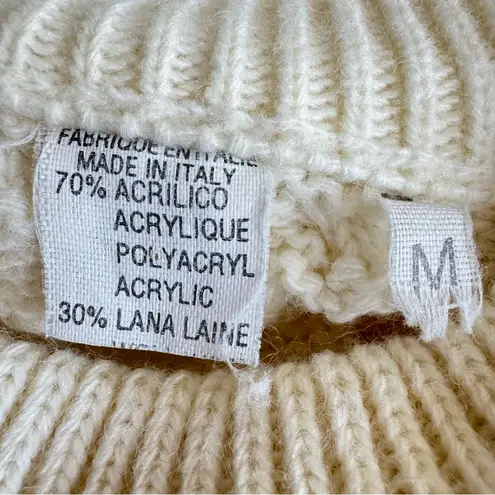 FABRIQUE EN ITALIE
MADE IN ITALY
70% ACRILICO
ACRYLIQUE
POLYACRYL
ACRYLIC
30% LANA LAINE
M